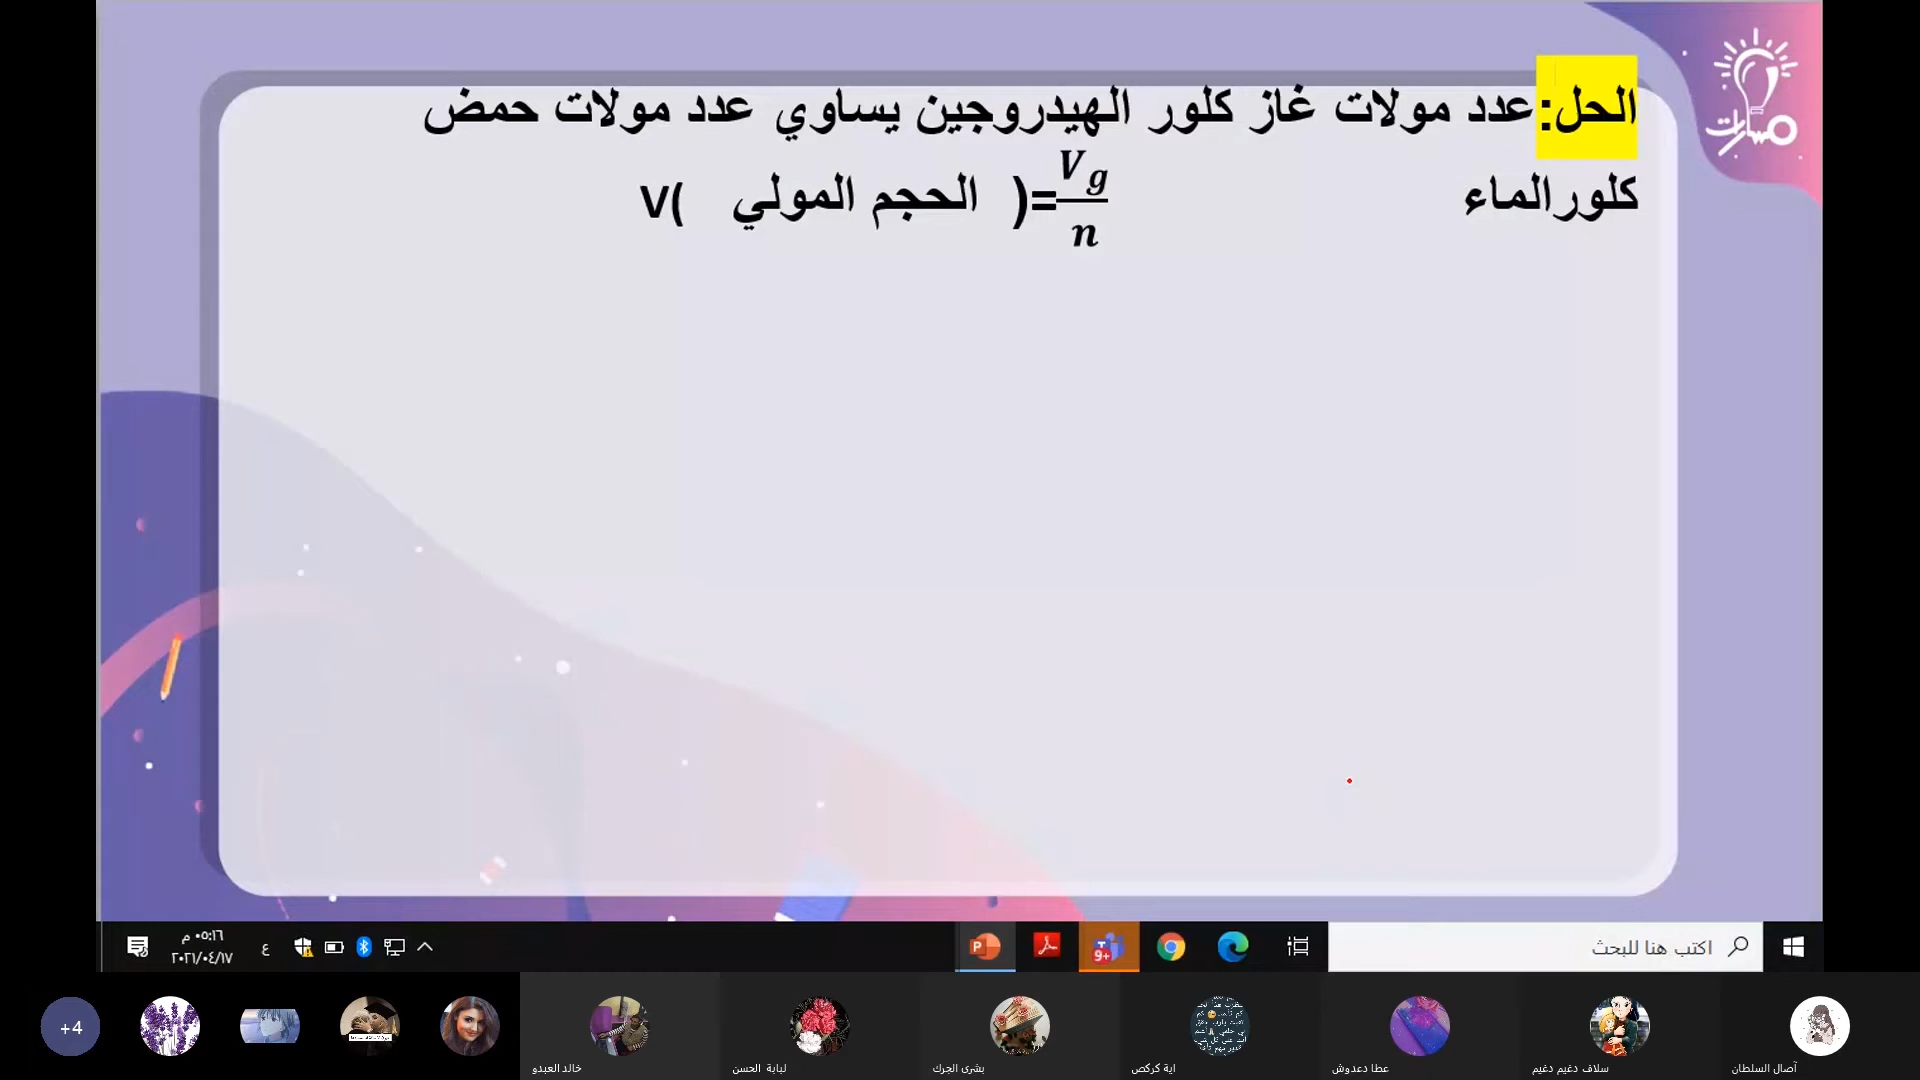 الحل:عدد مولات غاز كلور الهيدروجين يساوي عدد مولات حمض
كلورالماء V( الحجم المولي )=Vg/n
مسارات
٠٥:١٦ م
٢٠٢١/٠٤/١٧
ع
9+
اكتب هنا للبحث
+4
خالد العبدو
لبابة الحسن
بشرى الجرك
اية كركص
عطا دعدوش
سلاف دغيم دغيم
آصال السلطان